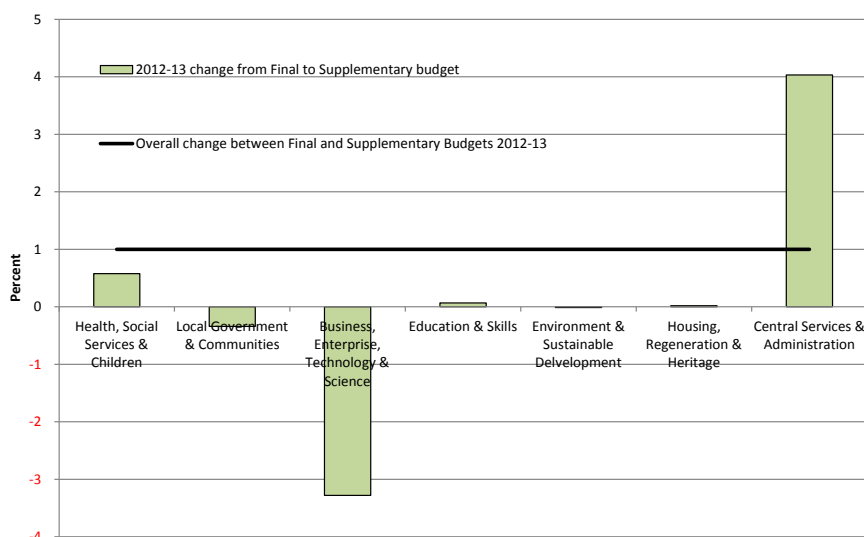 5
2012-13 change from Final to Supplementary budget
4
Overall change between Final and Supplementary Budgets 2012-13
3
2
1
Percent
0
Health, Social
Services &
Children
Local Government
& Communities
Business,
Enterprise,
Technology &
Science
Education & Skills
Environment &
Sustainable
Delvelopment
Housing,
Regeneration &
Heritage
Central Services &
Administration
-1
-2
-3
-4